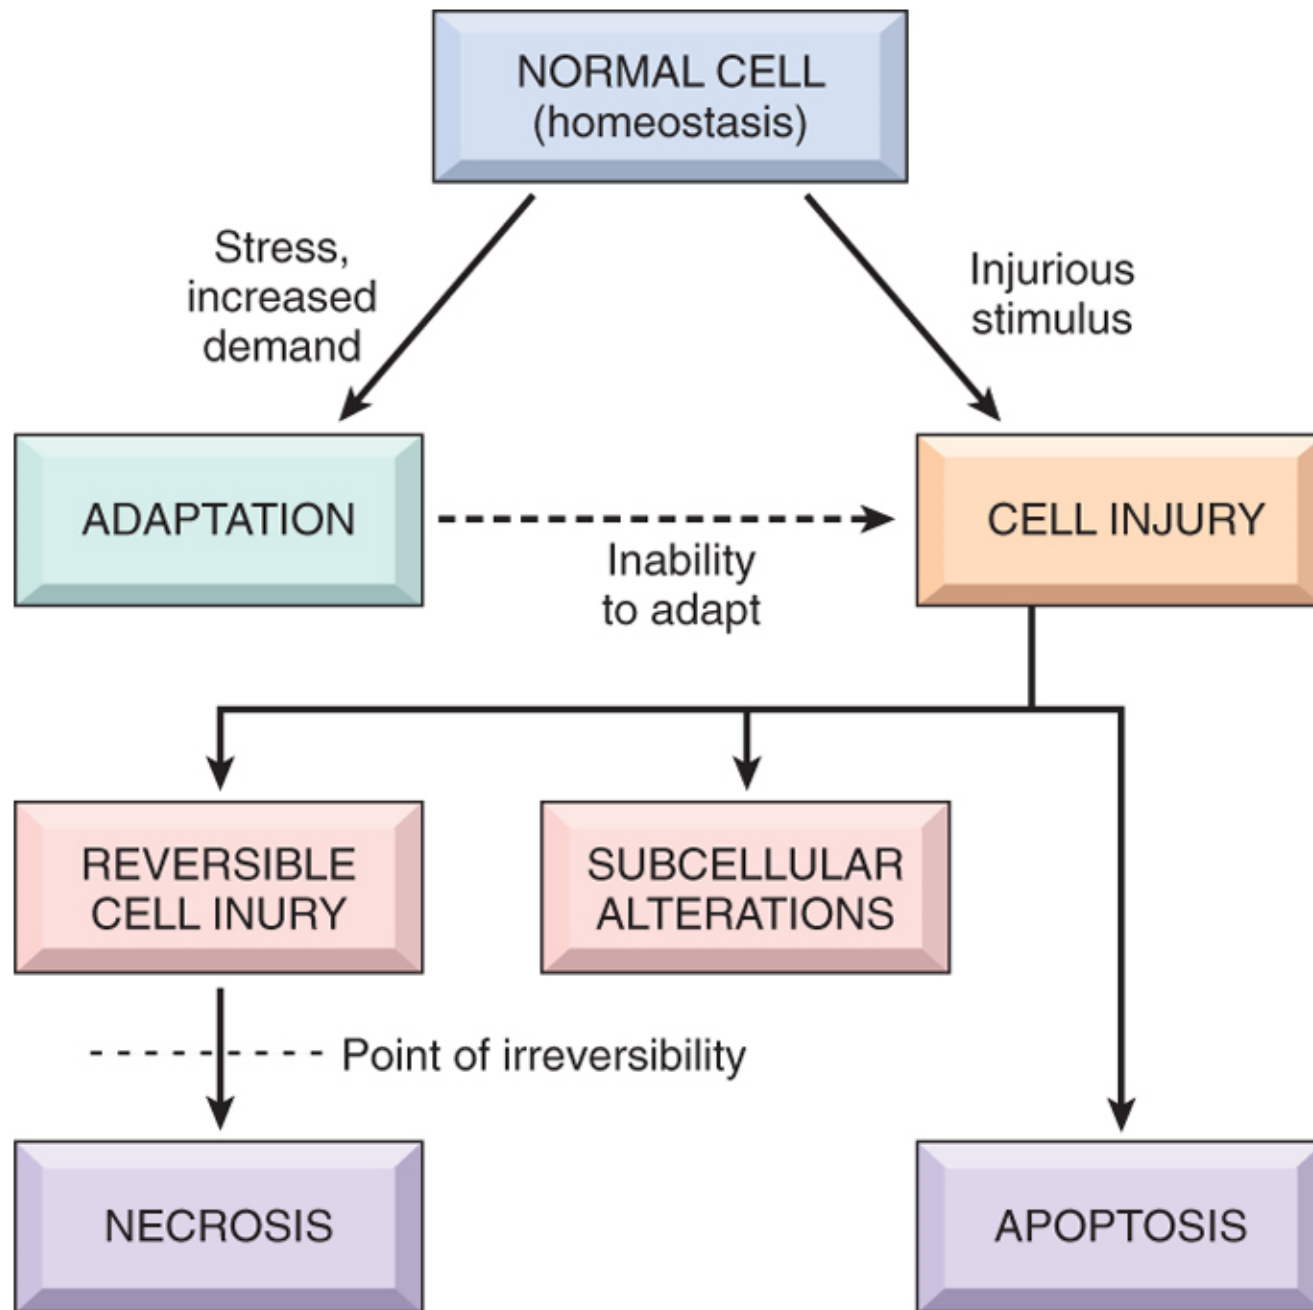 NORMAL CELL
(homeostasis)
Stress,
increased
demand
Injurious
stimulus
ADAPTATION
Inability
to adapt
CELL INJURY
REVERSIBLE
CELL INURY
SUBCELLULAR
ALTERATIONS
Point of irreversibility
NECROSIS
APOPTOSIS